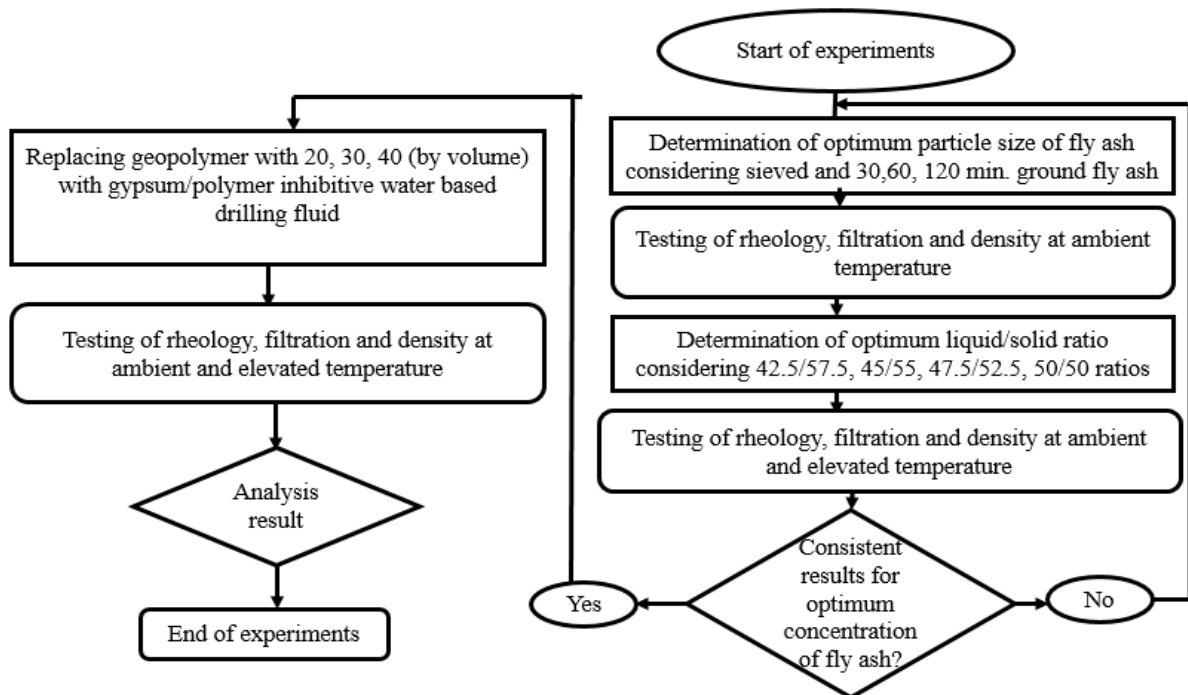 Start of experiments
Determination of optimum particle size of fly ash
considering sieved and 30,60, 120 min. ground fly ash
Testing of rheology, filtration and density at ambient
temperature
Determination of optimum liquid/solid ratio
considering 42.5/57.5, 45/55, 47.5/52.5, 50/50 ratios
Testing of rheology, filtration and density at ambient
and elevated temperature
Consistent
results for
optimum
concentration
of fly ash?
No
Yes
Replacing geopolymer with 20, 30, 40 (by volume)
with gypsum/polymer inhibitive water based
drilling fluid
Testing of rheology, filtration and density at
ambient and elevated temperature
Analysis
result
End of experiments